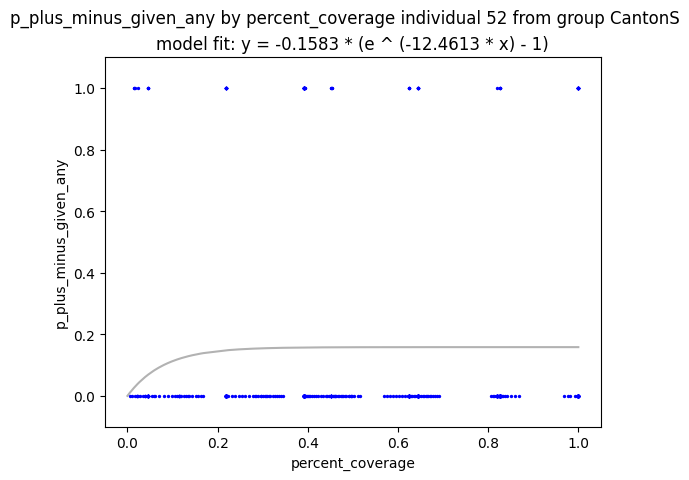 p_plus_minus_given_any by percent_coverage individual 52 from group CantonS
model fit: y = -0.1583 * (e ^ (-12.4613 * x) - 1)
1.0
0.8
0.6
0.4
0.2
0.0
p_plus_minus_given_any
0.0 0.2 0.4 0.6 0.8 1.0
percent_coverage